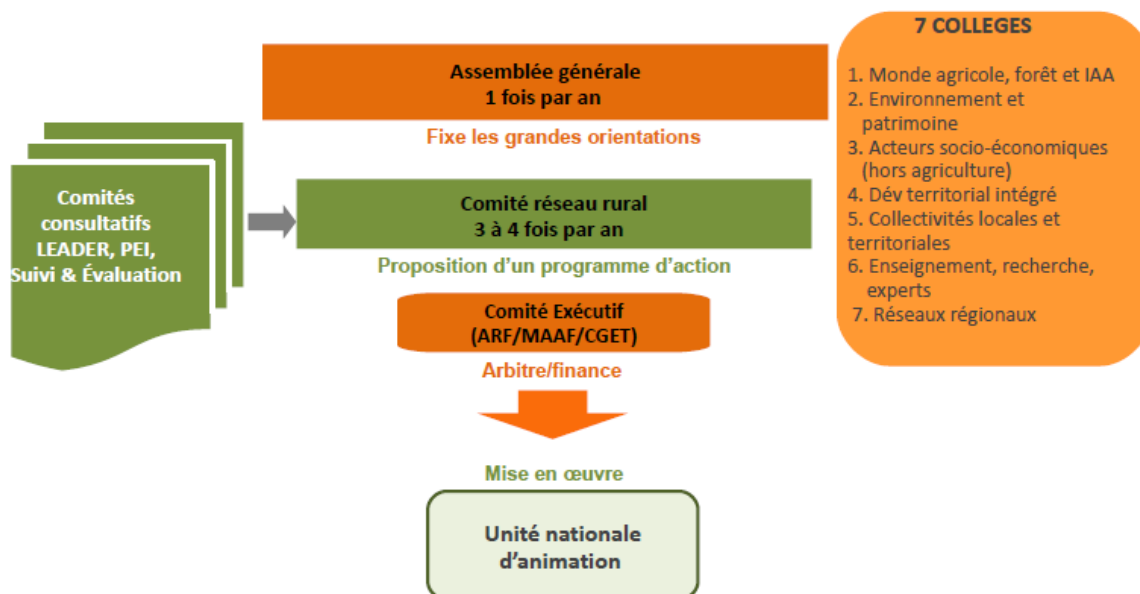 Assemblée générale
1 fois par an
Fixe les grandes orientations
Comités
consultatifs
LEADER, PEI,
Suivi & Évaluation
Comité réseau rural
3 à 4 fois par an
Proposition d’un programme d’action
Comité Exécutif
(ARF/MAAF/CGET)
Arbitre/finance
Mise en œuvre
Unité nationale
d’animation
7 COLLEGES
1. Monde agricole, forêt et IAA
2. Environnement et
patrimoine
3. Acteurs socio-économiques
(hors agriculture)
4. Dév territorial intégré
5. Collectivités locales et
territoriales
6. Enseignement, recherche,
experts
7. Réseaux régionaux